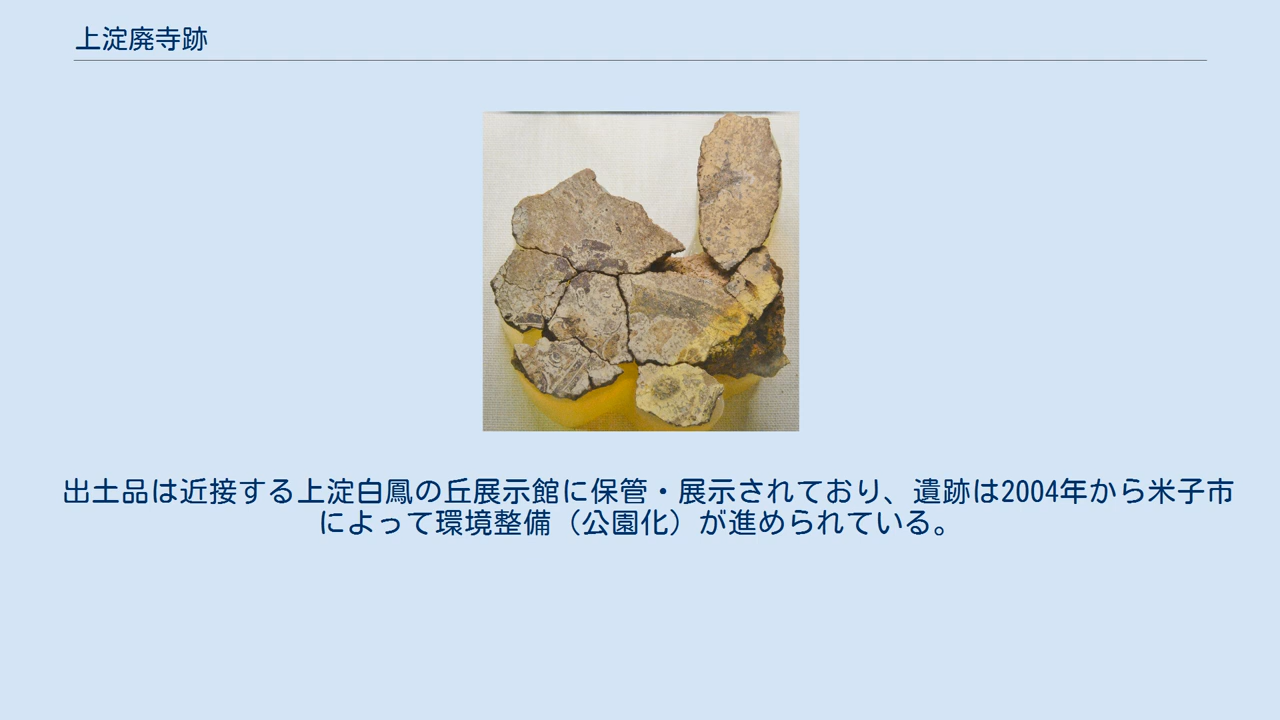 上淀廃寺跡
出土品は近接する上淀白鳳の丘展示館に保管・展示されており、遺跡は2004年から米子市
によって環境整備（公園化）が進められている。